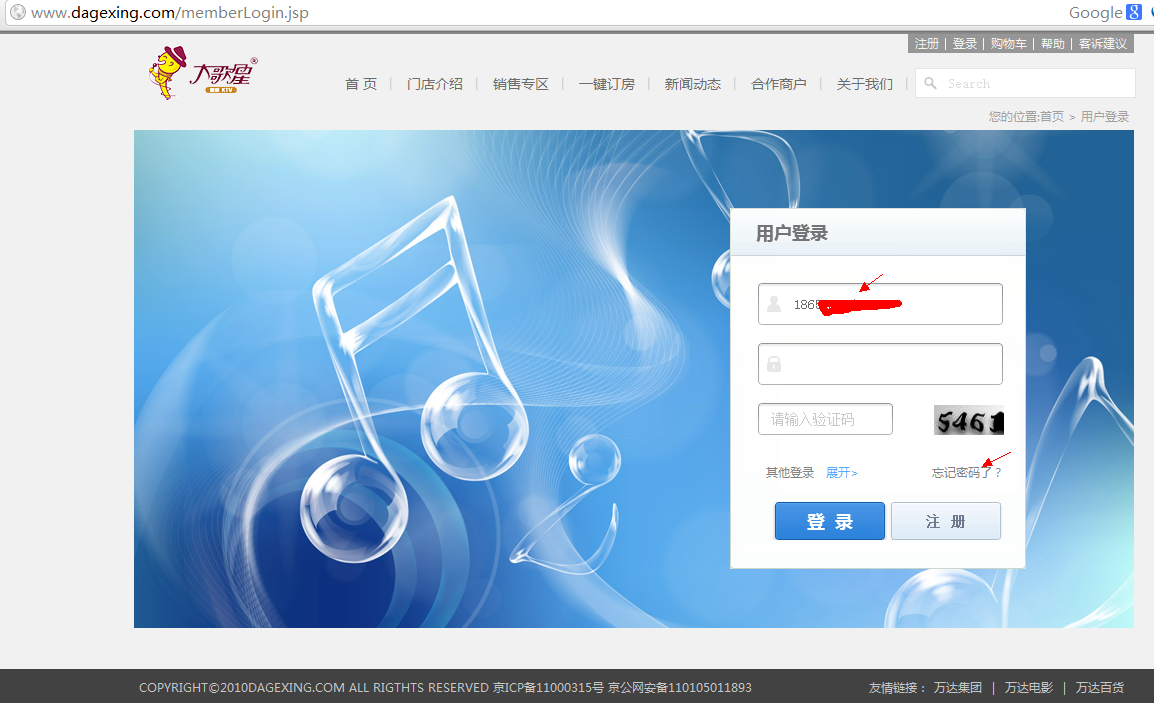 www.dagexing.com/memberLogin.jsp
Google 8
注册 | 登录 | 购物车 | 帮助 | 客诉建议
大歌星®
KTV
首 页 | 门店介绍 | 销售专区 | 一键订房 | 新闻动态 | 合作商户 | 关于我们 |
Search
您的位置:首页 > 用户登录
用户登录
186
请输入验证码
5461
其他登录 展开>
忘记密码了？
登 录
注 册
COPYRIGHT©2010DAGEXING.COM ALL RIGTHTS RESERVED 京ICP备11000315号 京公网安备110105011893
友情链接： 万达集团 | 万达电影 | 万达百货